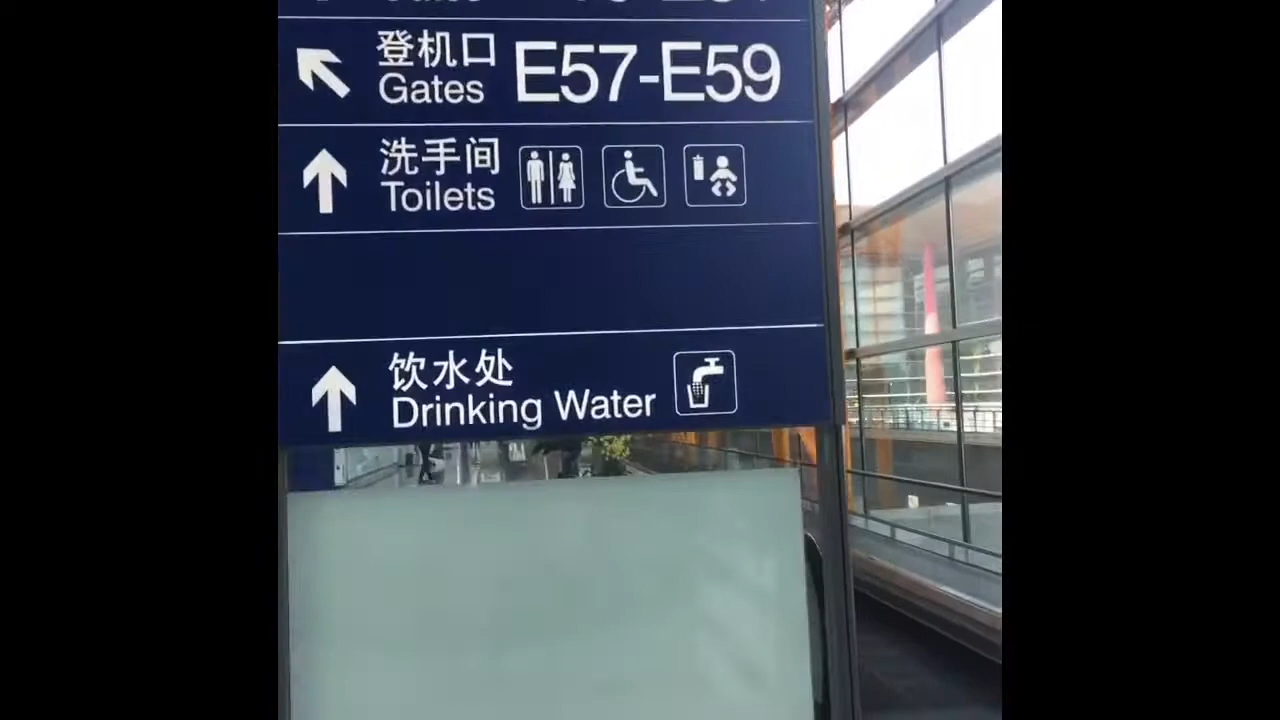 登机口 E57-E59
Gates
洗手间
Toilets
饮水处
Drinking Water